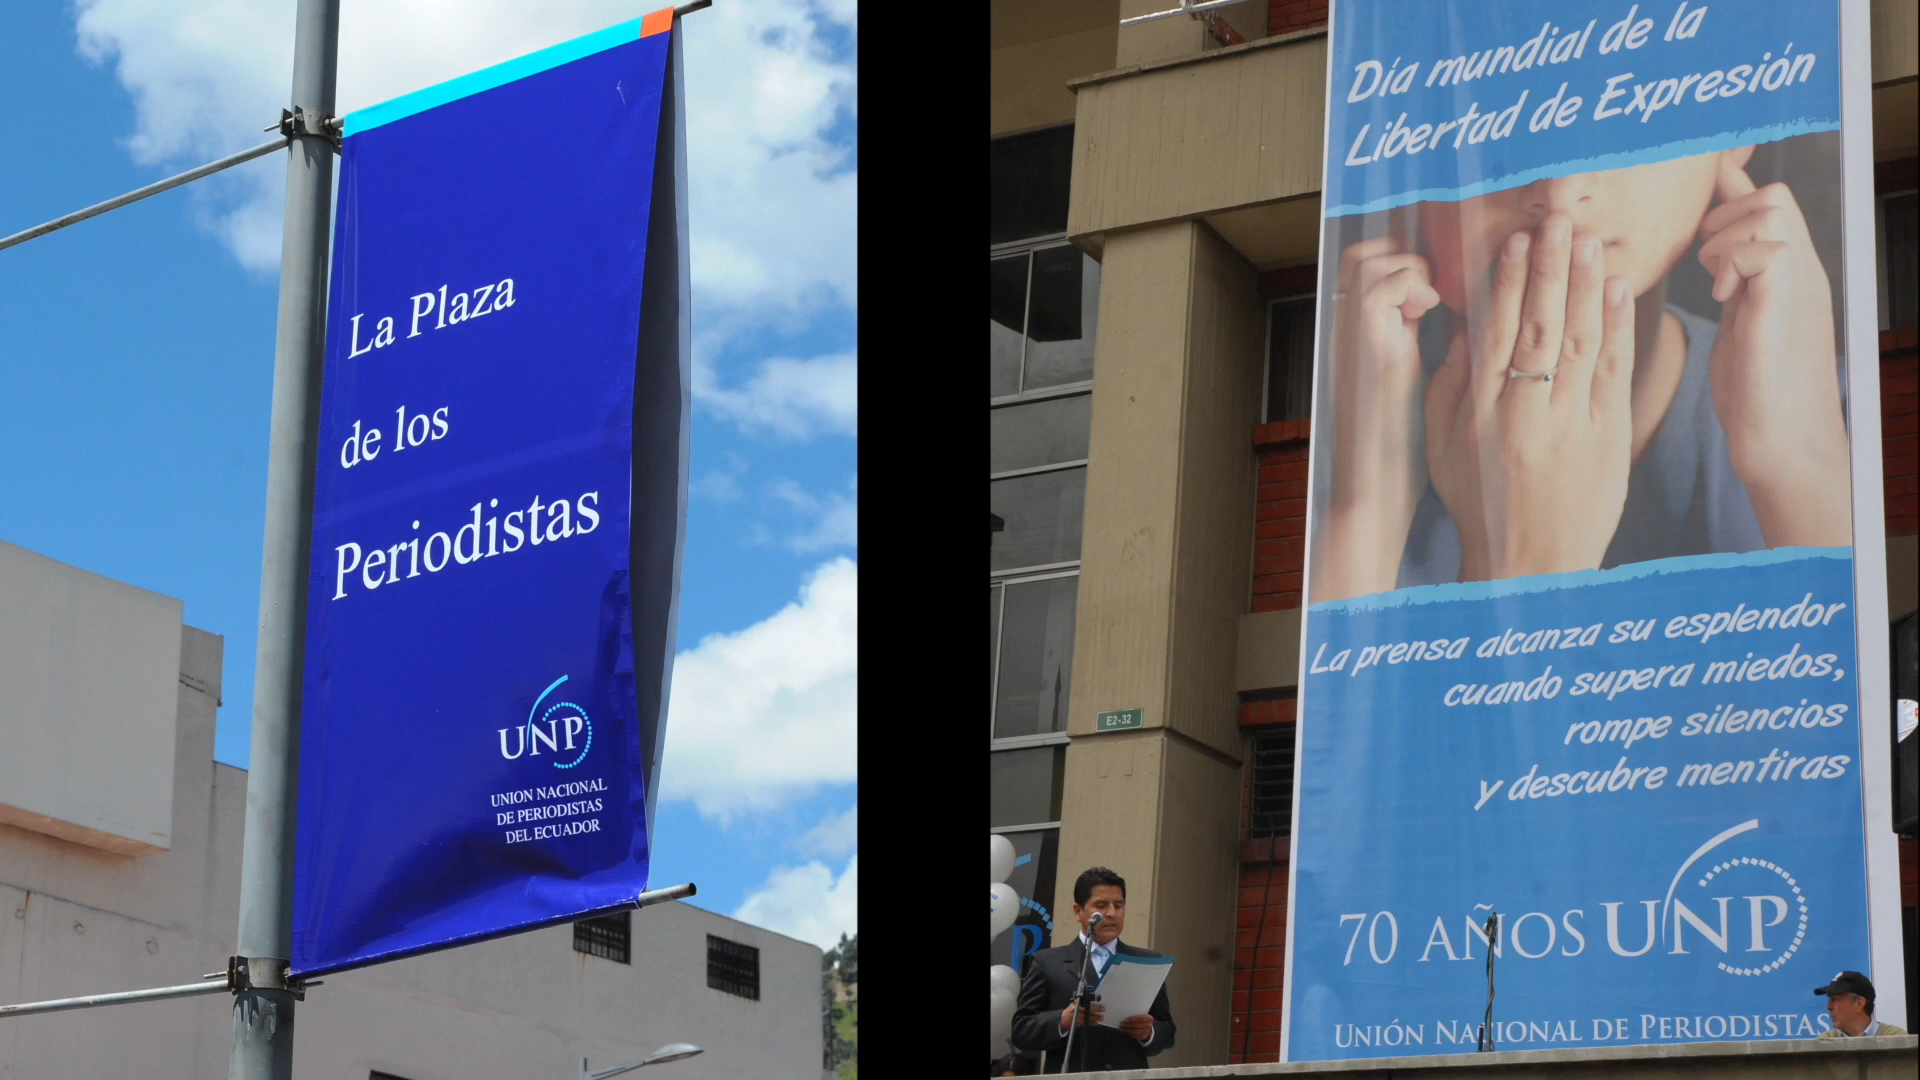 La Plaza
de los
Periodistas
UNP
UNION NACIONAL
DE PERIODISTAS
DEL ECUADOR
Día mundial de la
Libertad de Expresión
La prensa alcanza su esplendor
cuando supera miedos,
rompe silencios
y descubre mentiras
70 AÑOS UNP
UNIÓN NACIONAL DE PERIODISTAS
E2-32